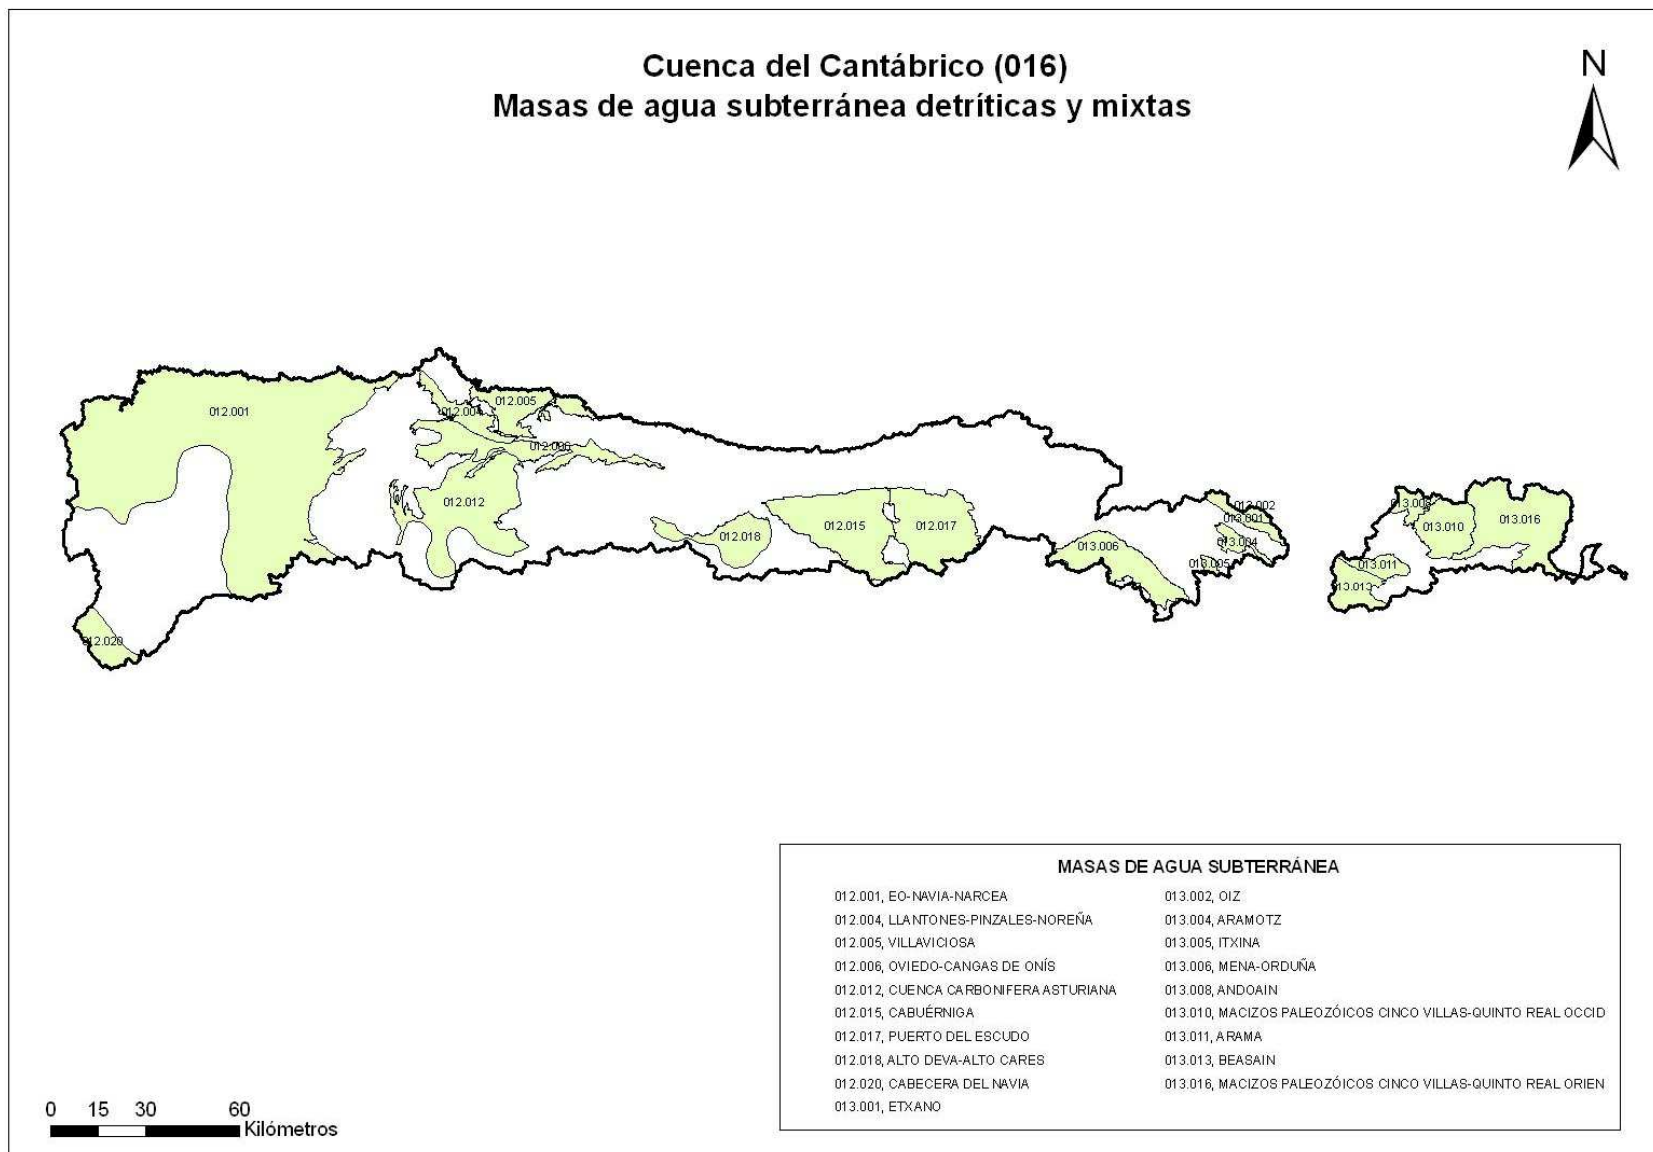 Cuenca del Cantábrico (016)
Masas de agua subterránea detríticas y mixtas
N
012.001
012.004
012.005
012.006
012.012
012.018
012.015
012.017
012.020
013.006
013.002
013.001
013.004
013.005
013.008
013.010
013.016
013.011
013.013
MASAS DE AGUA SUBTERRÁNEA
012.001, EO-NAVIA-NARCEA
012.004, LLANTONES-PINZALES-NOREÑA
012.005, VILLAVICIOSA
012.006, OVIEDO-CANGAS DE ONÍS
012.012, CUENCA CARBONIFERA ASTURIANA
012.015, CABUÉRNIGA
012.017, PUERTO DEL ESCUDO
012.018, ALTO DEVA-ALTO CARES
012.020, CABECERA DEL NAVIA
013.001, ETXANO
013.002, OIZ
013.004, ARAMOTZ
013.005, ITXINA
013.006, MENA-ORDUÑA
013.008, ANDOAIN
013.010, MACIZOS PALEOZÓICOS CINCO VILLAS-QUINTO REAL OCCID
013.011, ARAMA
013.013, BEASAIN
013.016, MACIZOS PALEOZÓICOS CINCO VILLAS-QUINTO REAL ORIEN
0 15 30 60
Kilómetros